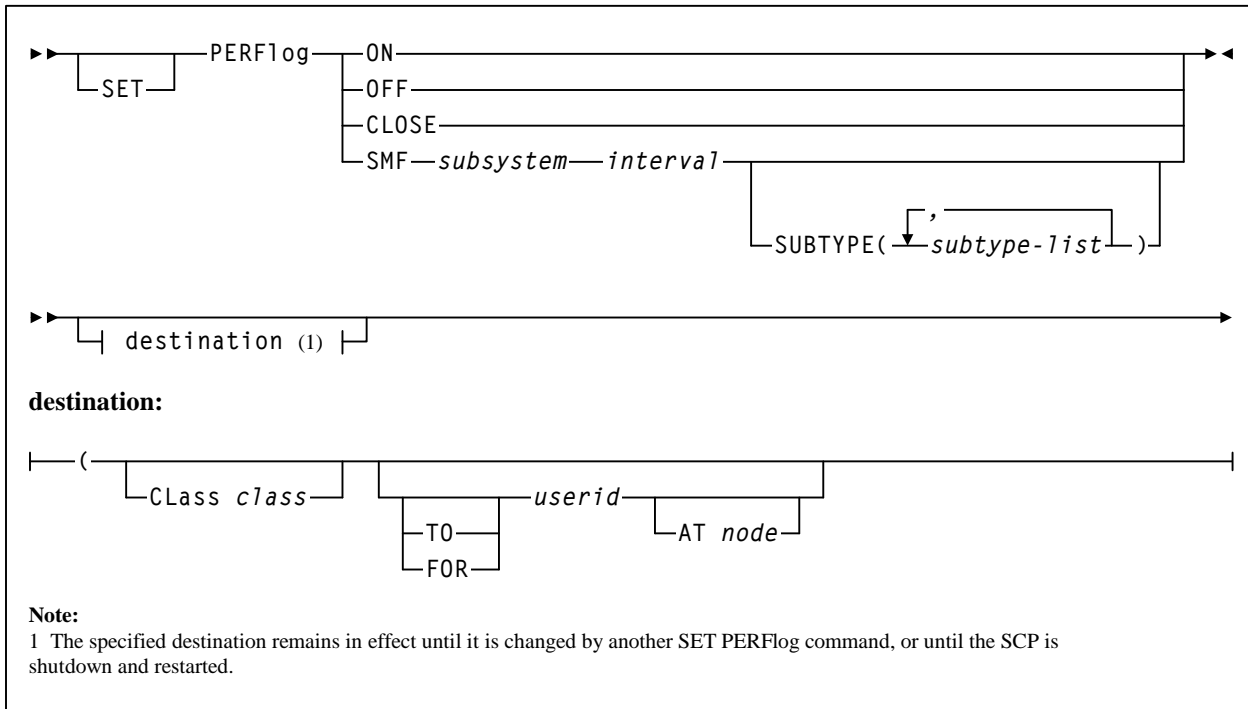 PERFlog ON
SET OFF
CLOSE
SMF subsystem interval
,
SUBTYPE( subtype-list )
destination (1)
destination:
(
CLass class userid
TO AT node
FOR
Note:
1 The specified destination remains in effect until it is changed by another SET PERFlog command, or until the SCP is
shutdown and restarted.